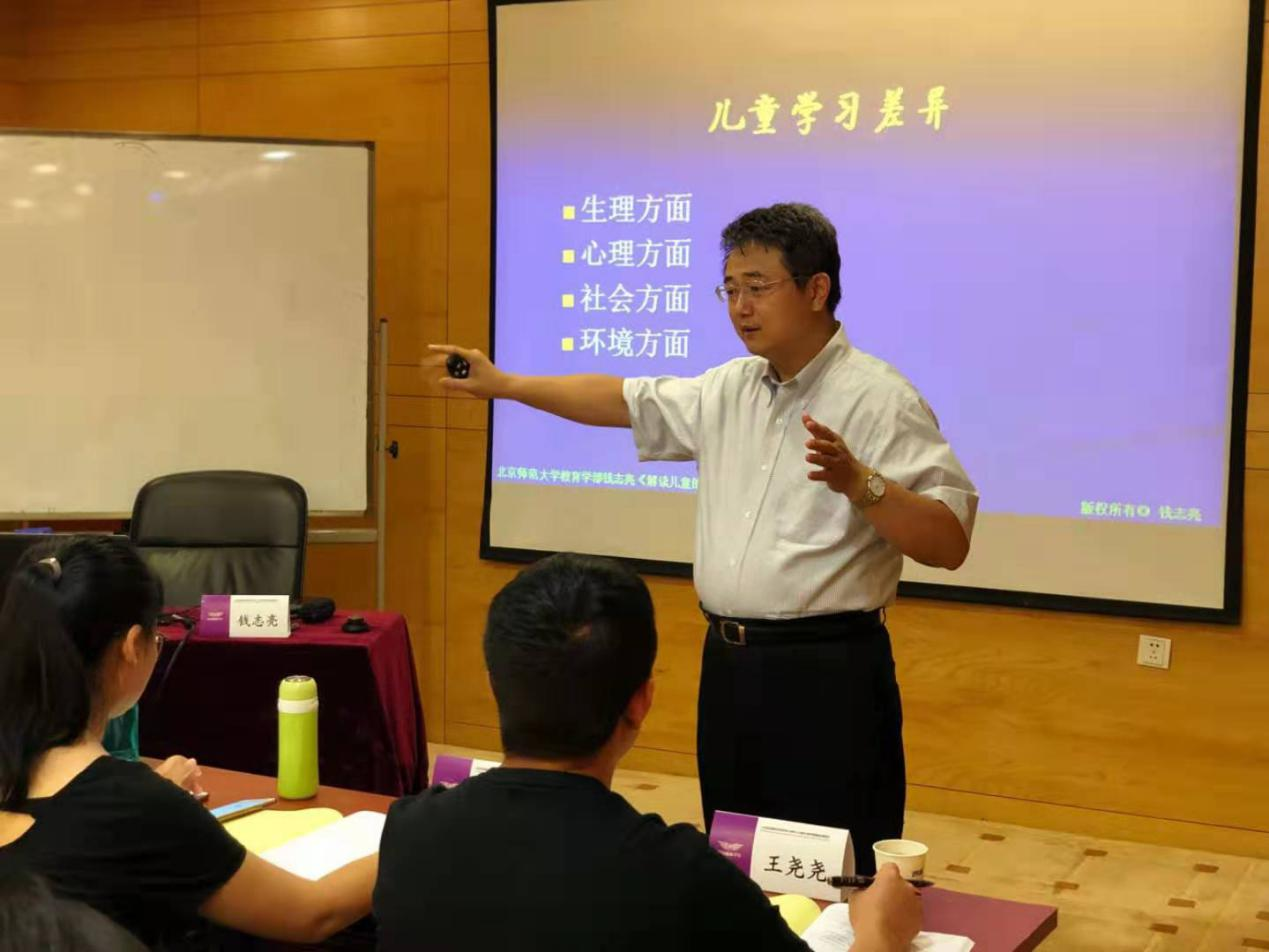 儿童学习差异
生理方面
心理方面
社会方面
环境方面
北京师范大学教育学部钱志亮《解读儿童的
版权所有© 钱志亮
钱志亮
王尧尧